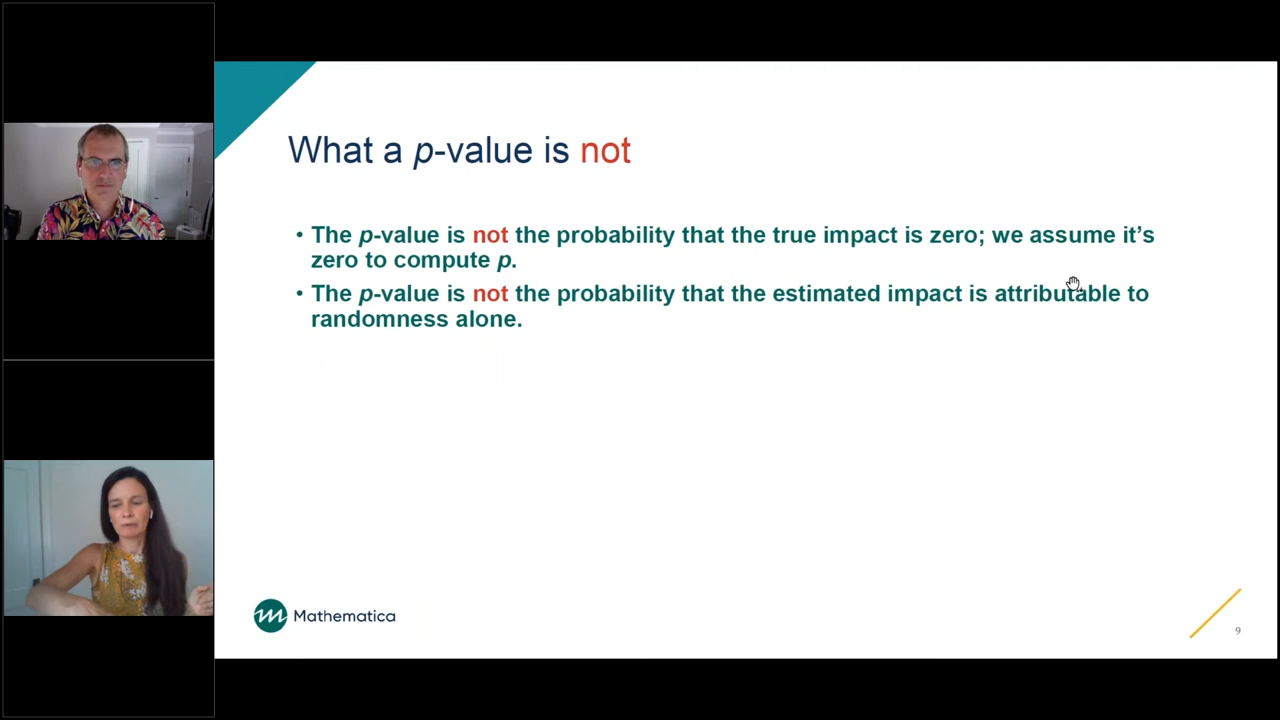 What a p-value is not
• The p-value is not the probability that the true impact is zero; we assume it's
zero to compute p.
• The p-value is not the probability that the estimated impact is attributable to
randomness alone.
Mathematica
9